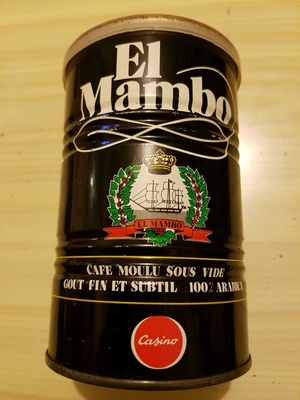 El
Mambo
EL MAMBO
CAFE MOULU SOUS VIDE
GOUT FIN ET SUBTIL 100% ARABICA
Casino